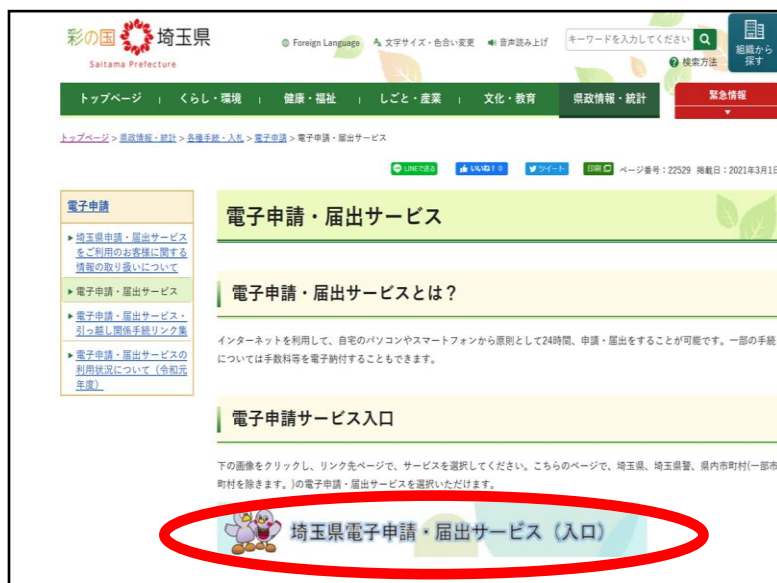 彩の国 埼玉県
Saitama Prefecture
Foreign Language 文字サイズ・色合い変更 音声読み上げ
キーワードを入力してください
検索方法
組織から
探す
トップページ くらし・環境 健康・福祉 しごと・産業 文化・教育 県政情報・統計 緊急情報
トップページ > 県政情報・統計 > 各種手続・入札 > 電子申請 > 電子申請・届出サービス
LINEで送る いいね! 0 ツイート 印刷 ページ番号:22529 掲載日:2021年3月1日
電子申請
埼玉県申請・届出サービス
をご利用のお客様に関する
情報の取り扱いについて
電子申請・届出サービス
電子申請・届出サービス・
引っ越し関係手続リンク集
電子申請・届出サービスの
利用状況について(令和元
年度)
電子申請・届出サービス
電子申請・届出サービスとは?
インターネットを利用して、自宅のパソコンやスマートフォンから原則として24時間、申請・届出をすることが可能です。一部の手続
については手数料等を電子納付することもできます。
電子申請サービス入口
下の画像をクリックし、リンク先ページで、サービスを選択してください。こちらのページで、埼玉県、埼玉県警、県内市町村(一部市
町村を除きます。)の電子申請・届出サービスを選択いただけます。
埼玉県電子申請・届出サービス(入口)